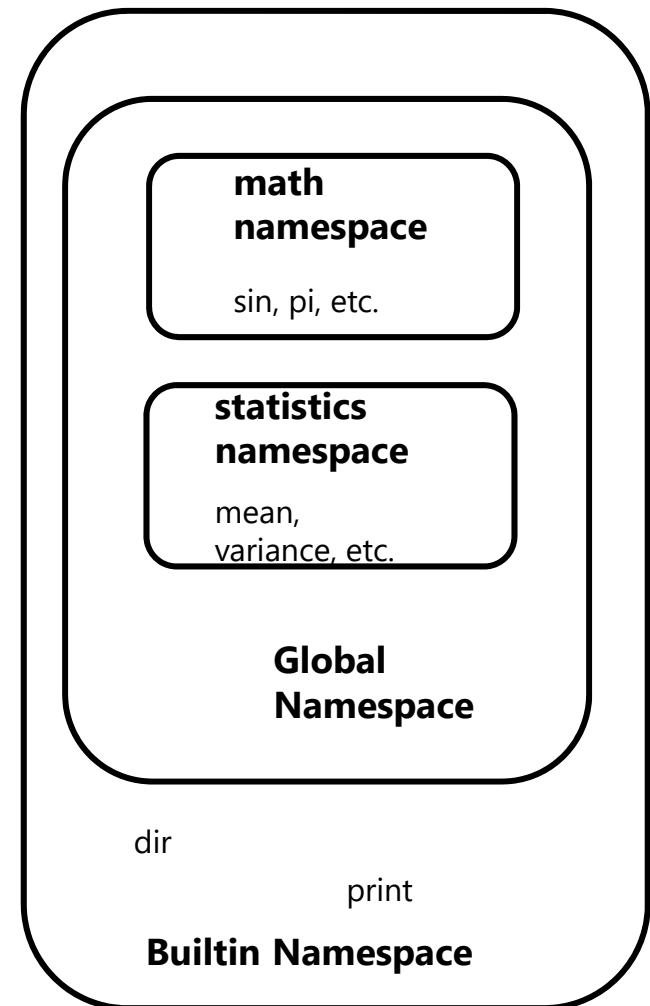 math
namespace
sin, pi, etc.
statistics
namespace
mean,
variance, etc.
Global
Namespace
dir
print
Builtin Namespace